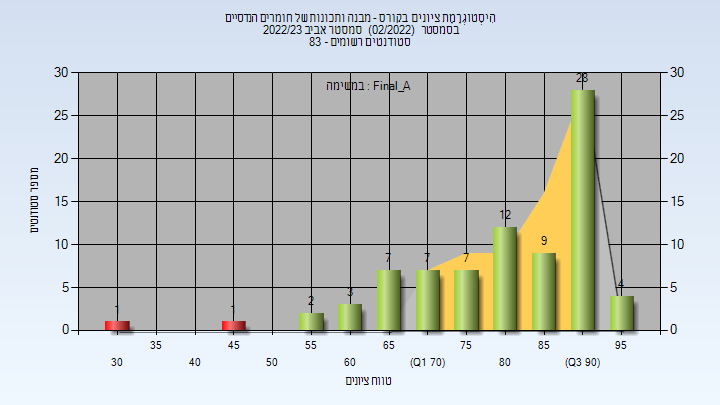 היסטוגרמת ציונים בקורס - מבנה ותכונות של חומרים הנדסיים
בסמסטר (02/2022) סמסטר אביב 2022/23
סטודנטים רשומים - 83
במשימה : Final_A
30 30
25 25
20 20
15 15
10 10
5 5
0 0
מספר סטודנטים
1 1 2 3 7 7 7 12 9 28 4
35 45 55 65 75 85 95
30 40 50 60 (Q1 70) 80 (Q3 90)
טווח ציונים